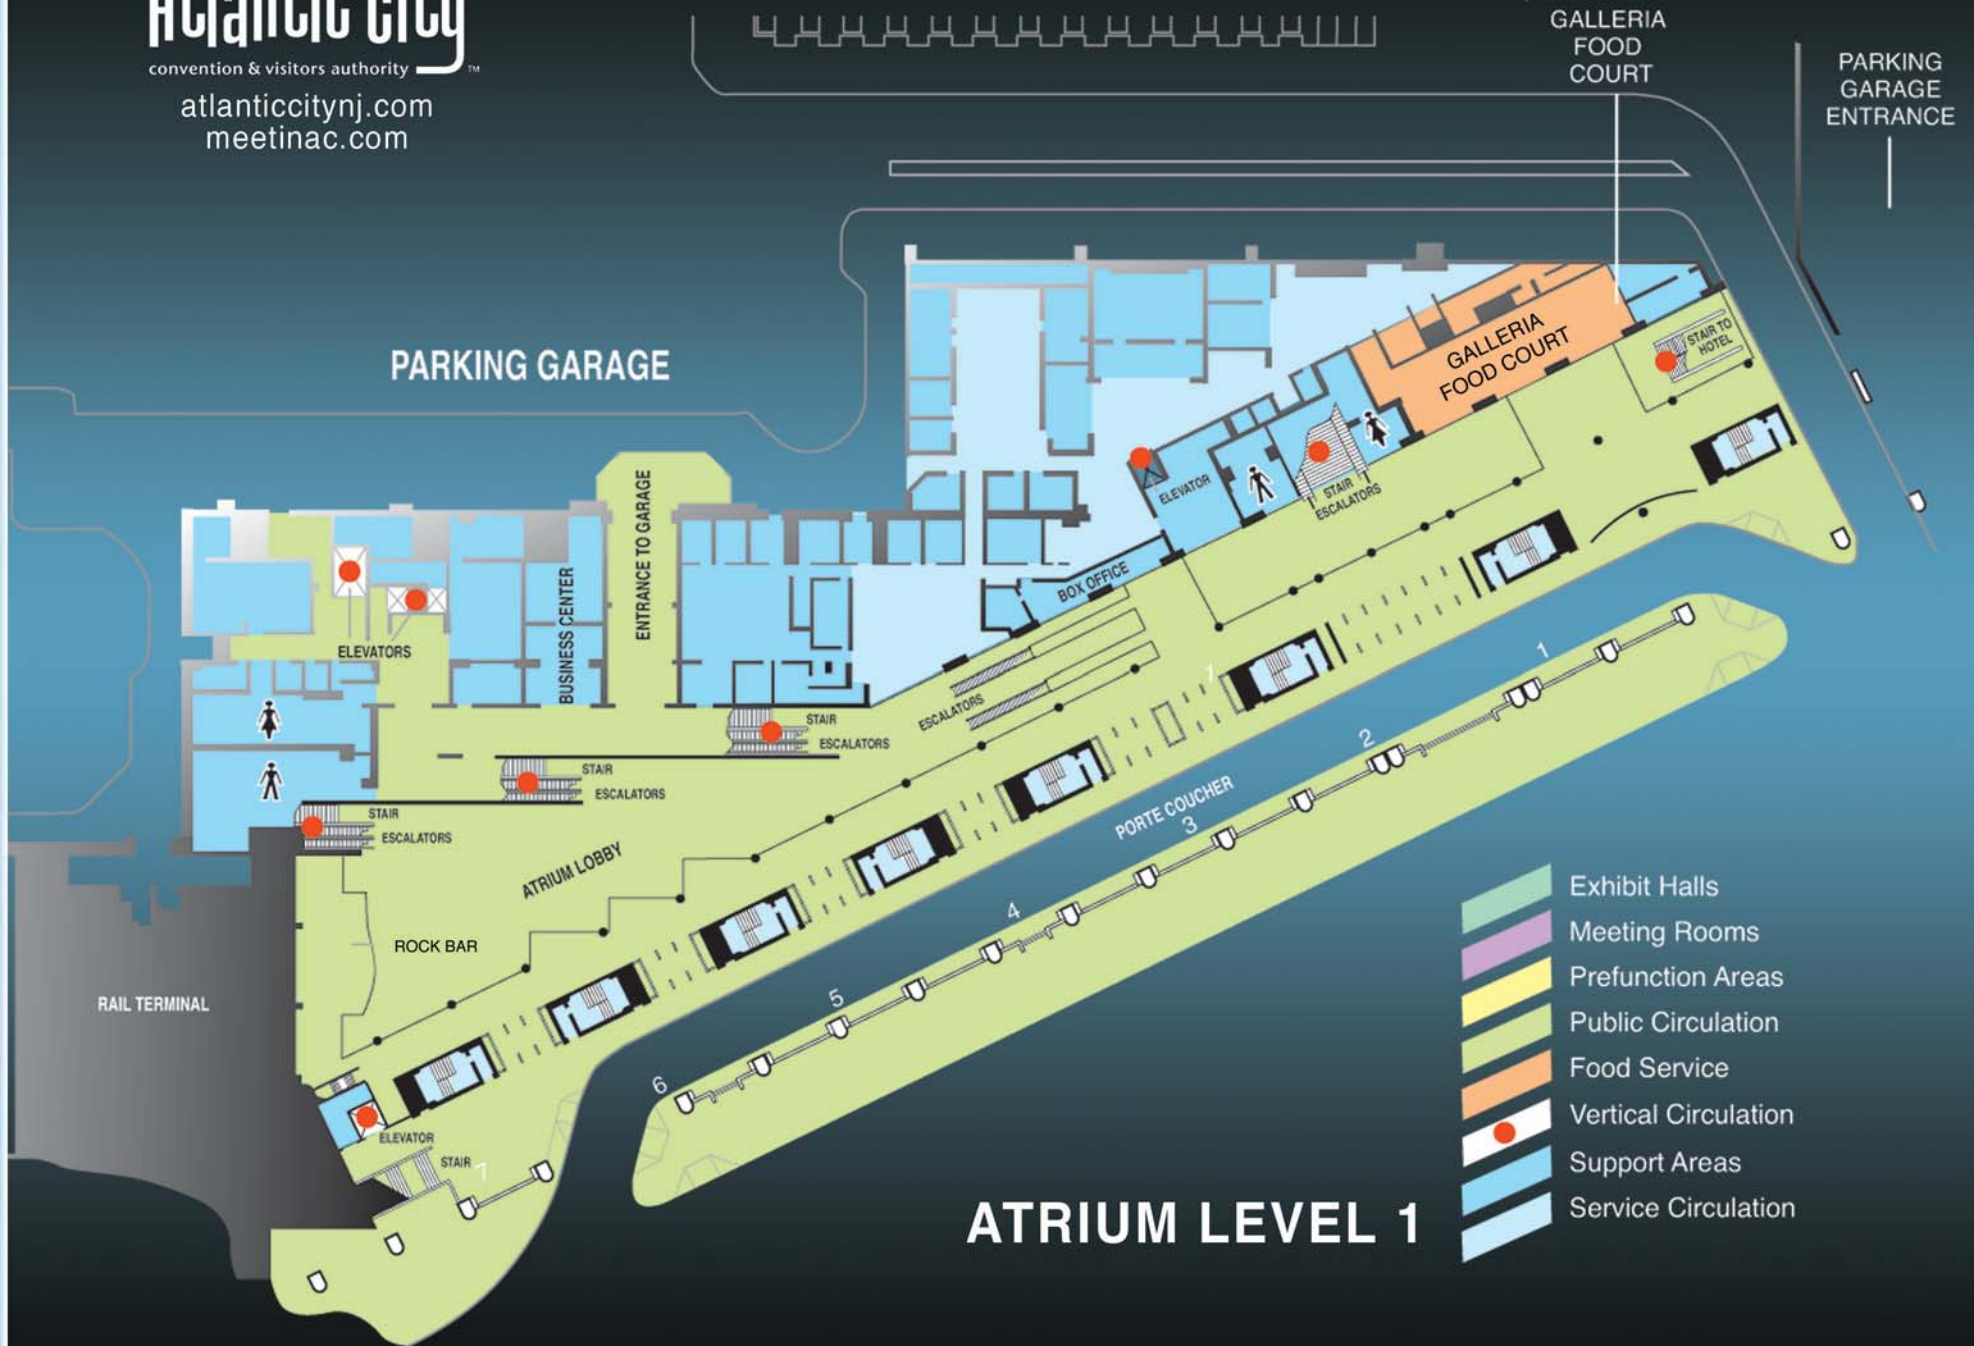 Atlantic City
convention & visitors authority TM
atlanticcitynj.com
meetinac.com
GALLERIA
FOOD
COURT
PARKING
GARAGE
ENTRANCE
PARKING GARAGE
GALLERIA
FOOD COURT
STAIR TO
HOTEL
ELEVATOR
STAIR
ESCALATORS
ENTRANCE TO GARAGE
BUSINESS CENTER
BOX OFFICE
ELEVATORS
ESCALATORS
STAIR
ESCALATORS
STAIR
ESCALATORS
STAIR
ESCALATORS
ATRIUM LOBBY
ROCK BAR
RAIL TERMINAL
ELEVATOR
STAIR
7
1
PORTE COUCHER
1
2
3
4
5
6
Exhibit Halls
Meeting Rooms
Prefunction Areas
Public Circulation
Food Service
Vertical Circulation
Support Areas
Service Circulation
ATRIUM LEVEL 1